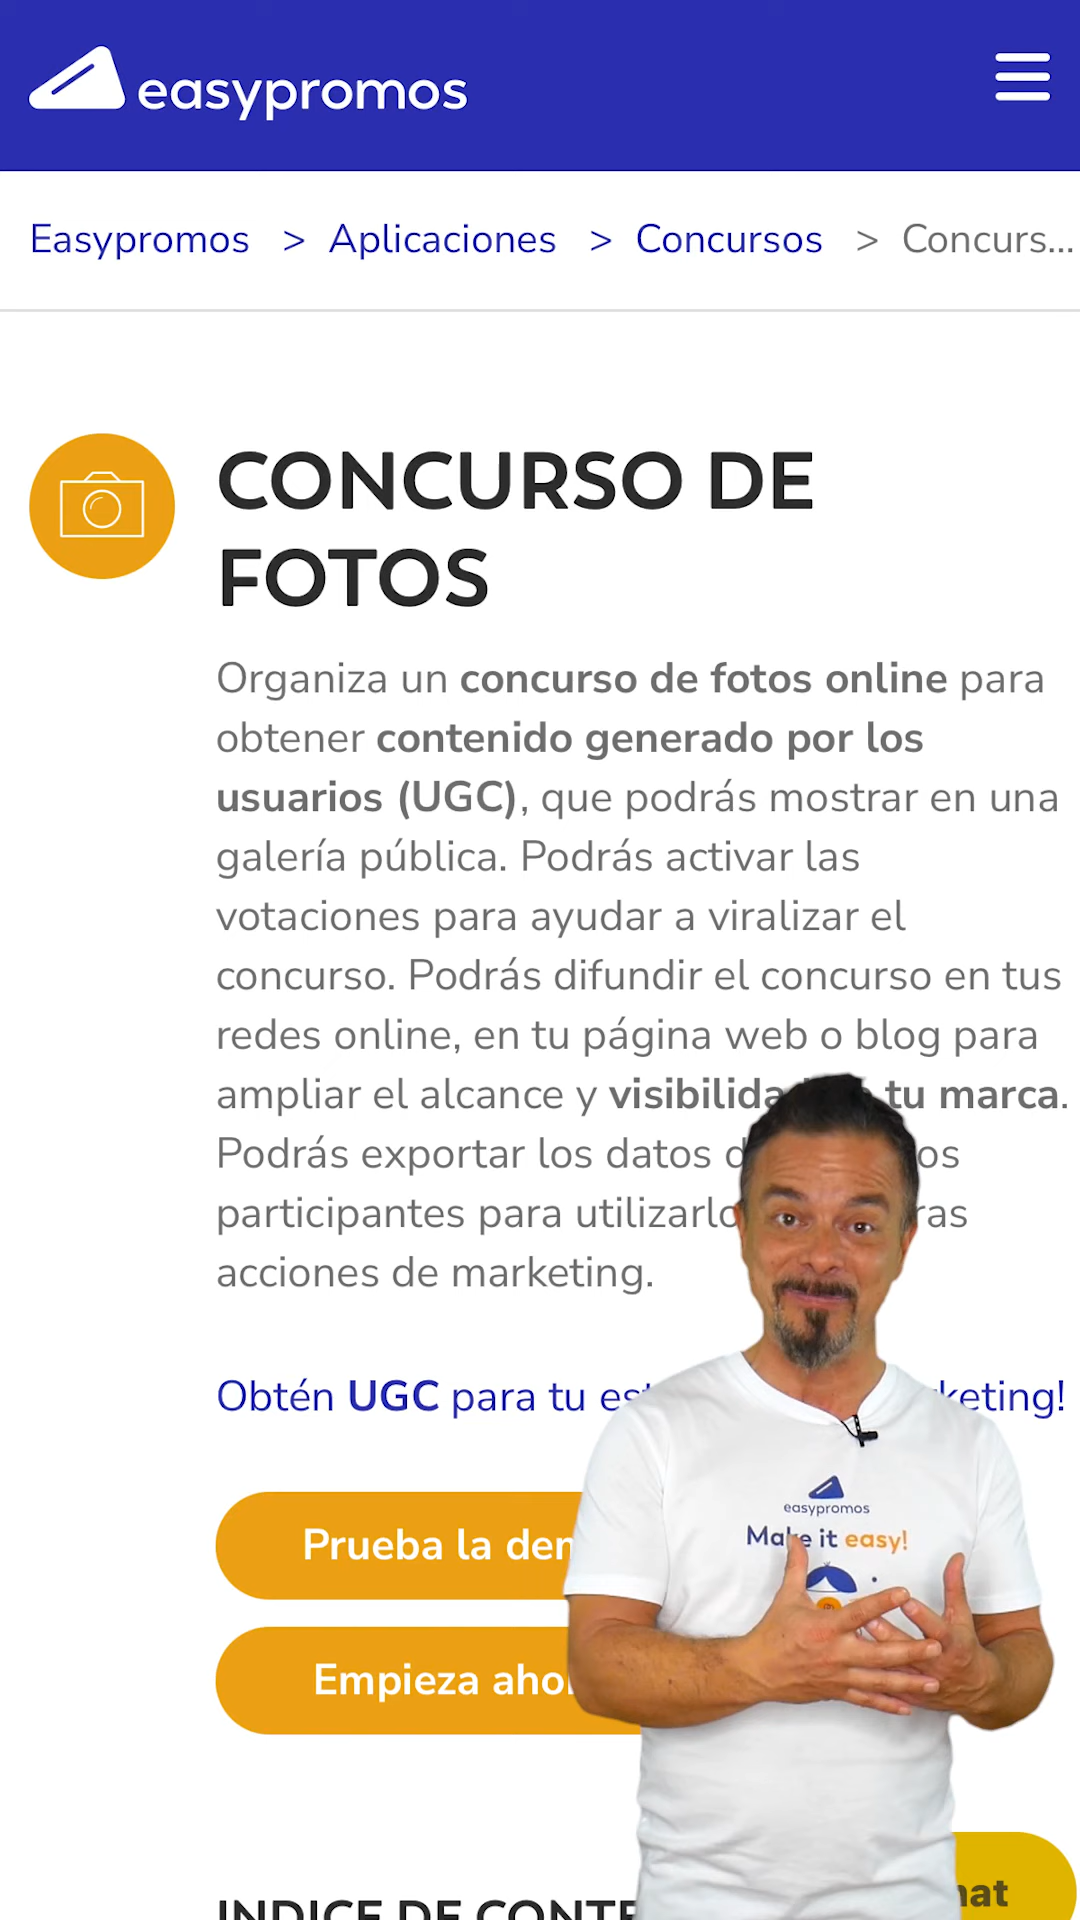 easypromos
Easypromos > Aplicaciones > Concursos > Concurs...
CONCURSO DE
FOTOS
Organiza un concurso de fotos online para
obtener contenido generado por los
usuarios (UGC), que podrás mostrar en una
galería pública. Podrás activar las
votaciones para ayudar a viralizar el
concurso. Podrás difundir el concurso en tus
redes online, en tu página web o blog para
ampliar el alcance y tu marca.
Podrás exportar los datos
participantes para
acciones de marketing.
Obtén UGC para tu
easypromos
Make it easy!
Prueba la
Empieza
INDICE DE